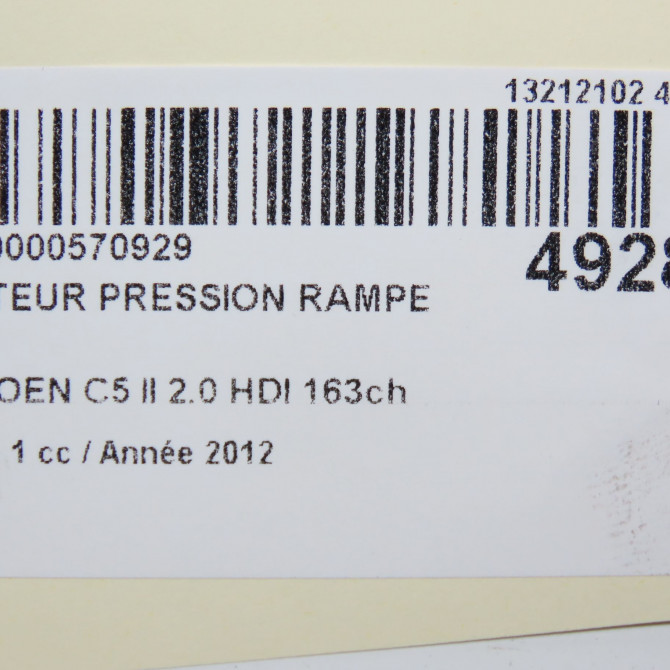 13212102 4
0000570929
4928
TEUR PRESSION RAMPE
OEN C5 II 2.0 HDI 163ch
1 cc / Année 2012